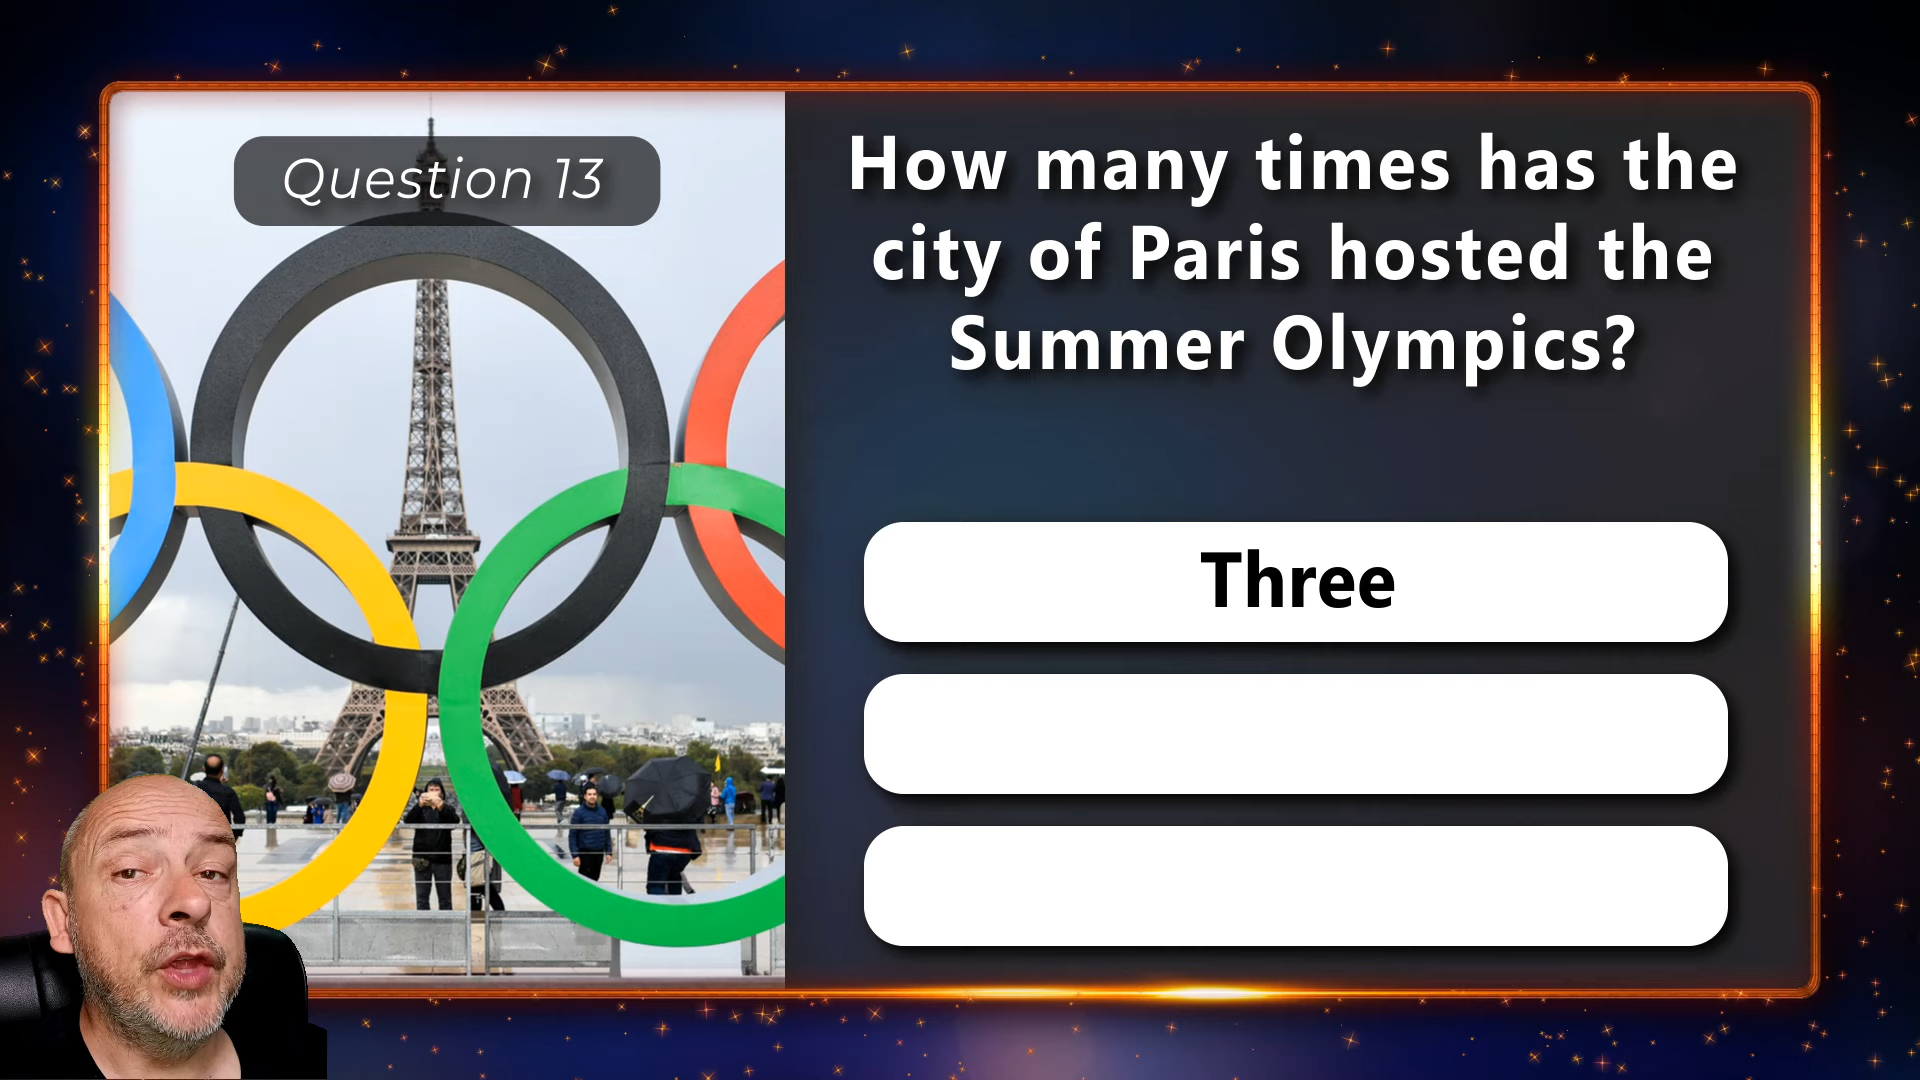 Question 13
How many times has the
city of Paris hosted the
Summer Olympics?
Three